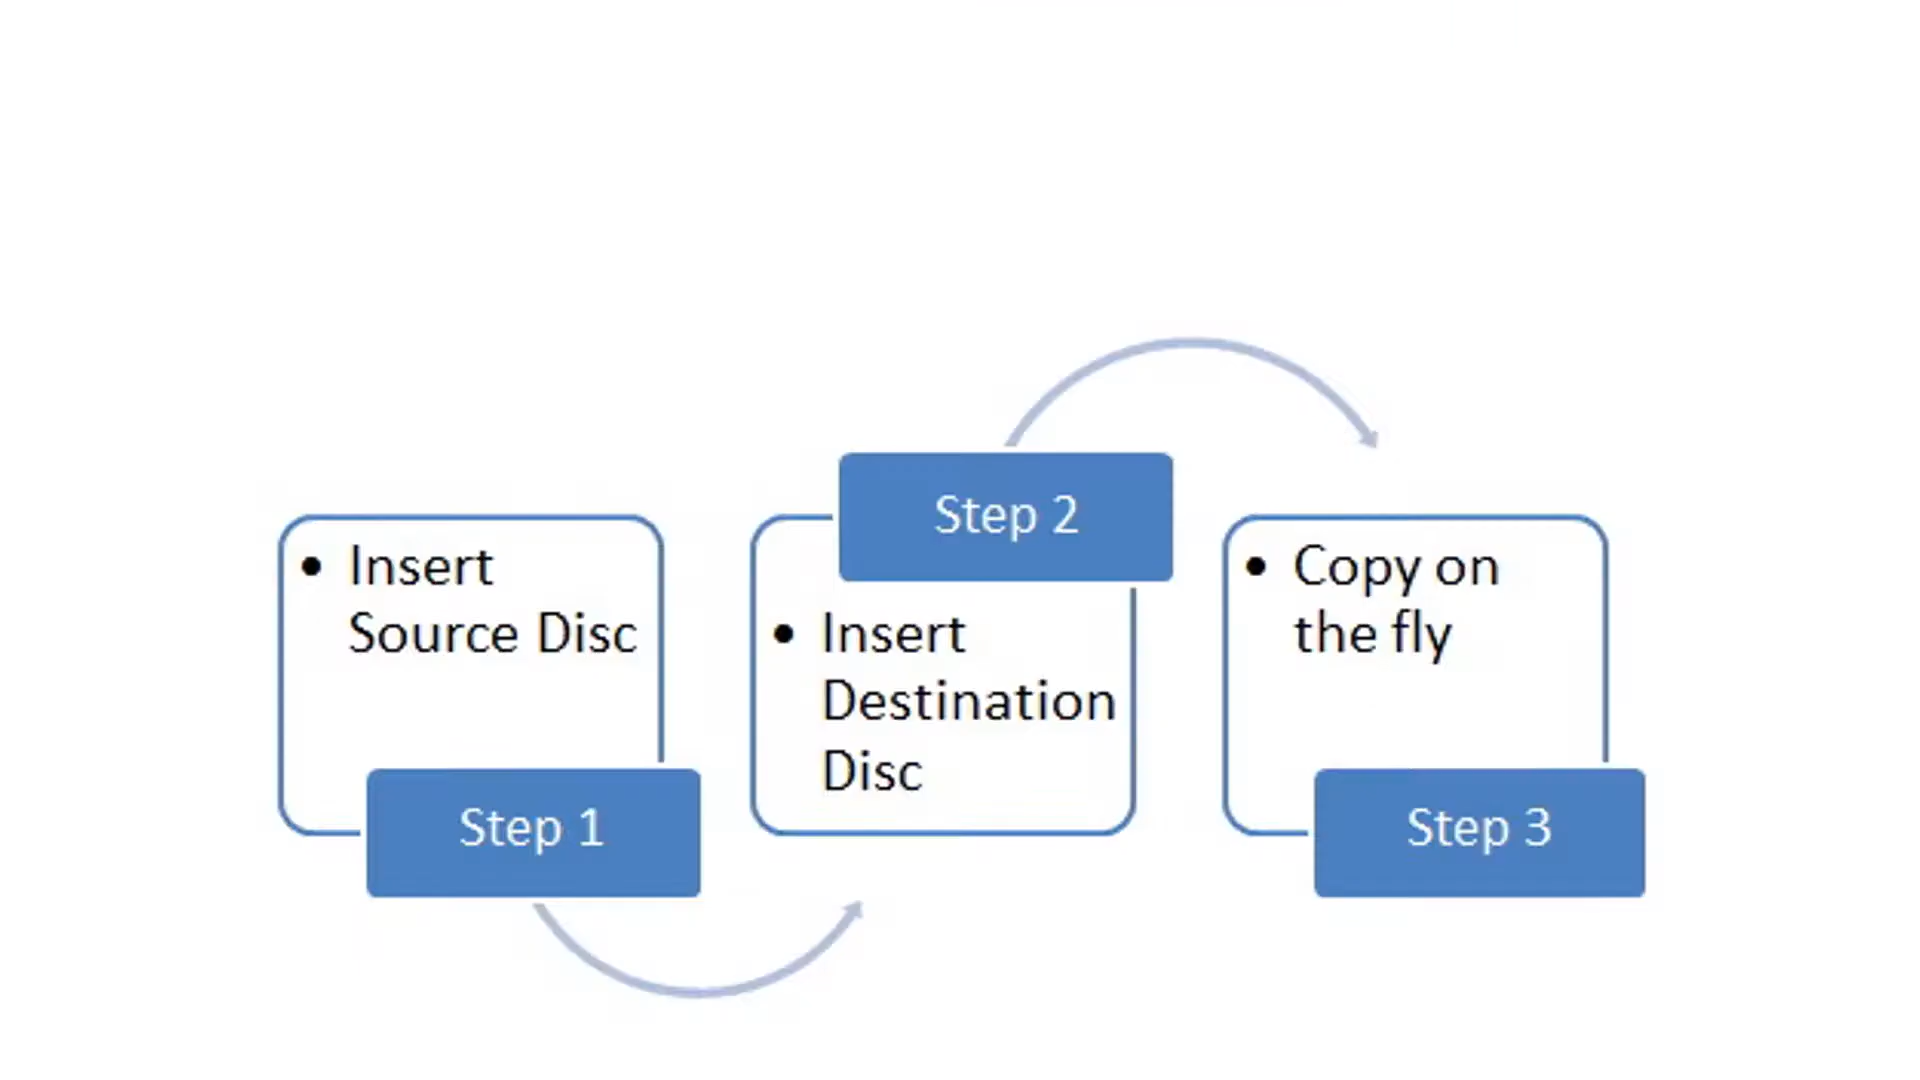 • Insert
Source Disc
Step 1
Step 2
• Insert
Destination
Disc
• Copy on
the fly
Step 3